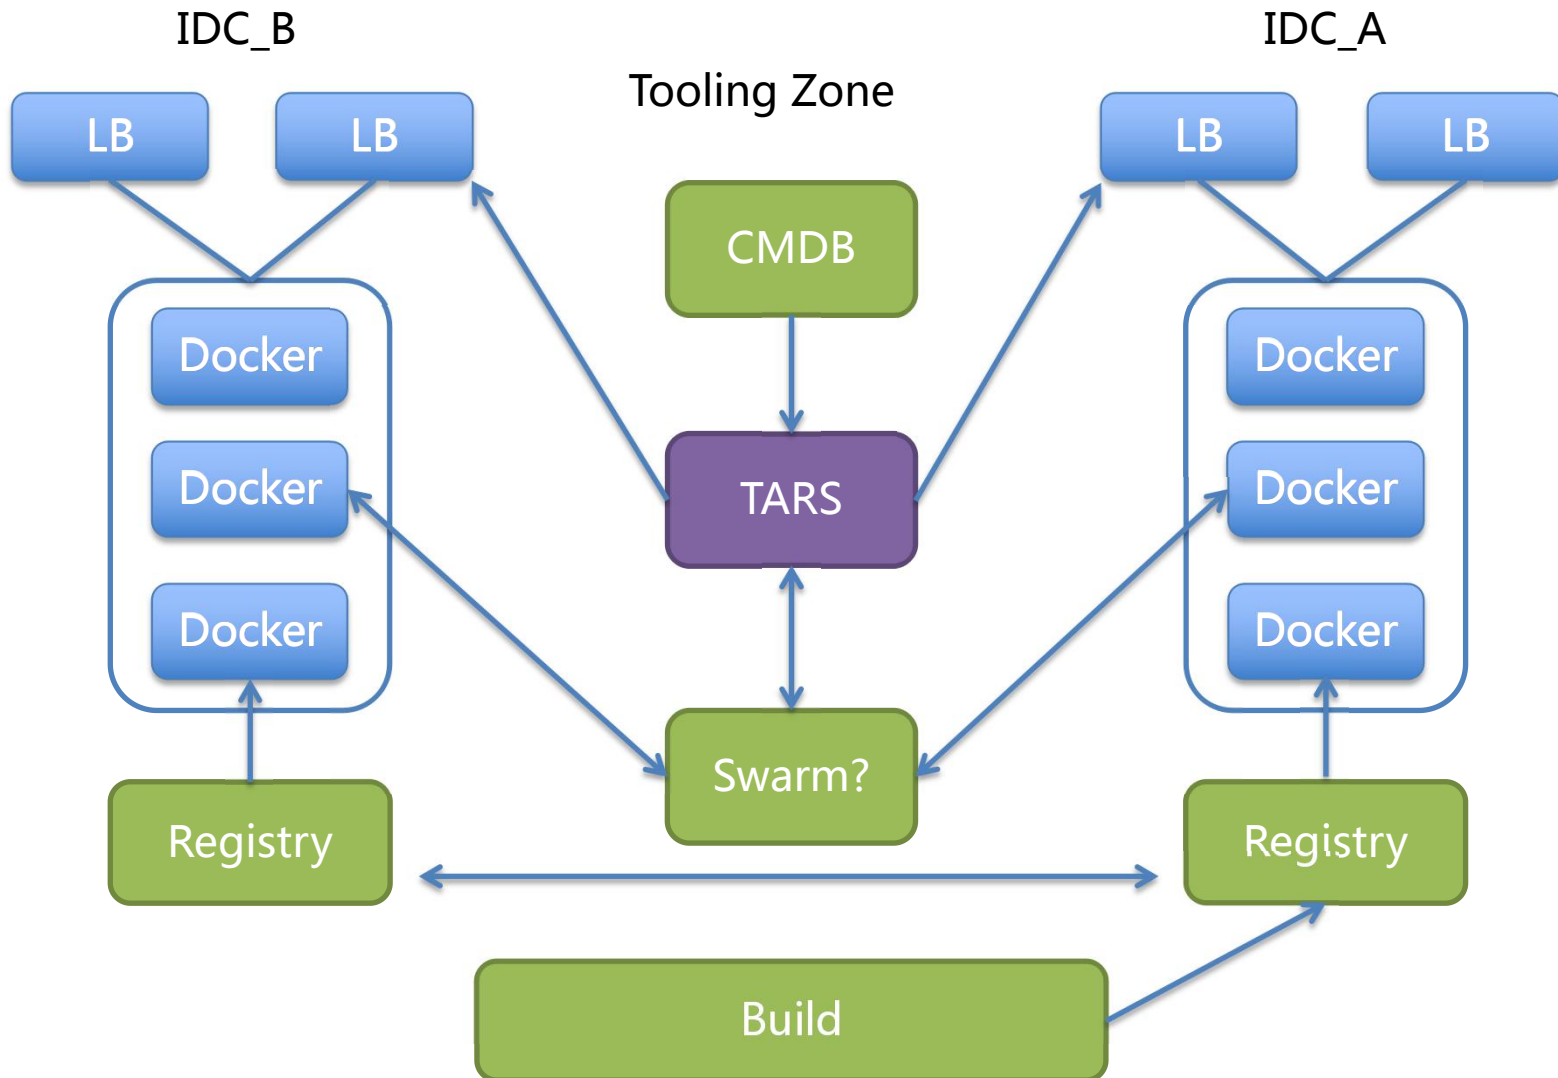 IDC_B
IDC_A
Tooling Zone
LB
LB
LB
LB
CMDB
Docker
Docker
TARS
Docker
Docker
Docker
Docker
Swarm?
Registry
Registry
Build